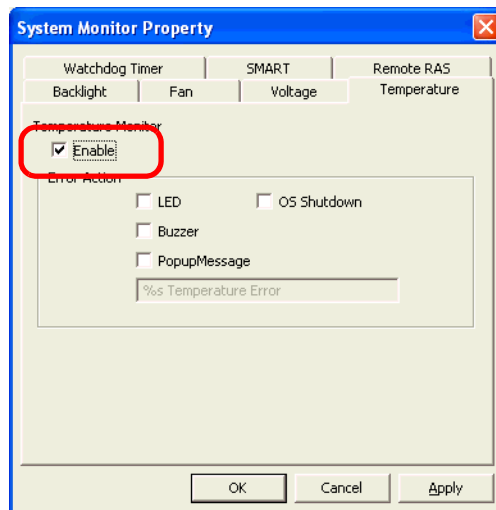 System Monitor Property
Watchdog Timer SMART Remote RAS
Backlight Fan Voltage Temperature
Temperature Monitor
Enable
Error Action
LED OS Shutdown
Buzzer
PopupMessage
%s Temperature Error
OK Cancel Apply